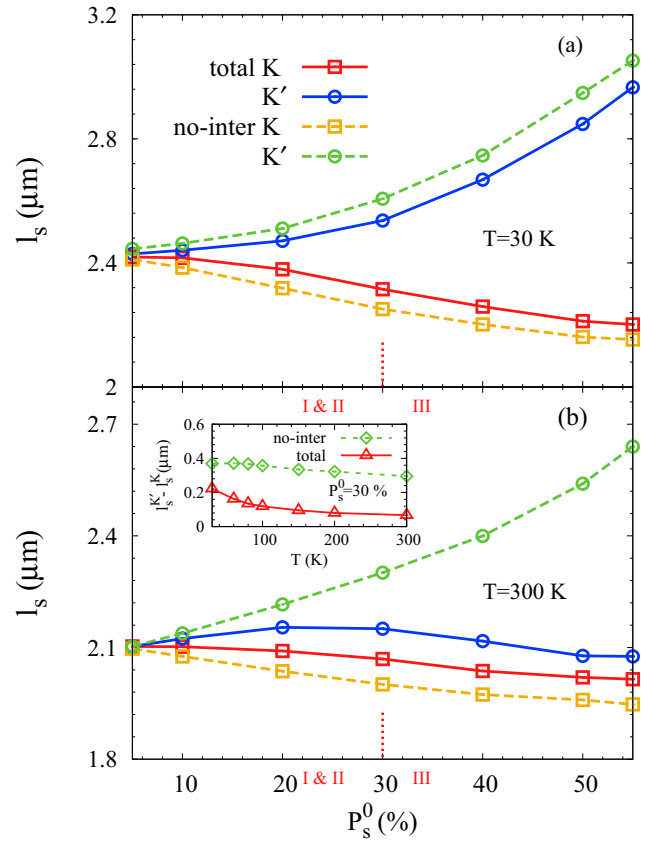 3.2
(a)
total K
K′
no-inter K
K′
2.8
l_s (μm)
T=30 K
2.4
2
I & II
III
(b)
2.7
0.6
no-inter
total
0.4
l_s^K′ - l_s^K (μm)
0.2
P_s^0=30 %
0
100
200
300
T (K)
2.4
l_s (μm)
T=300 K
2.1
1.8
I & II
III
10
20
30
40
50
P_s^0 (%)